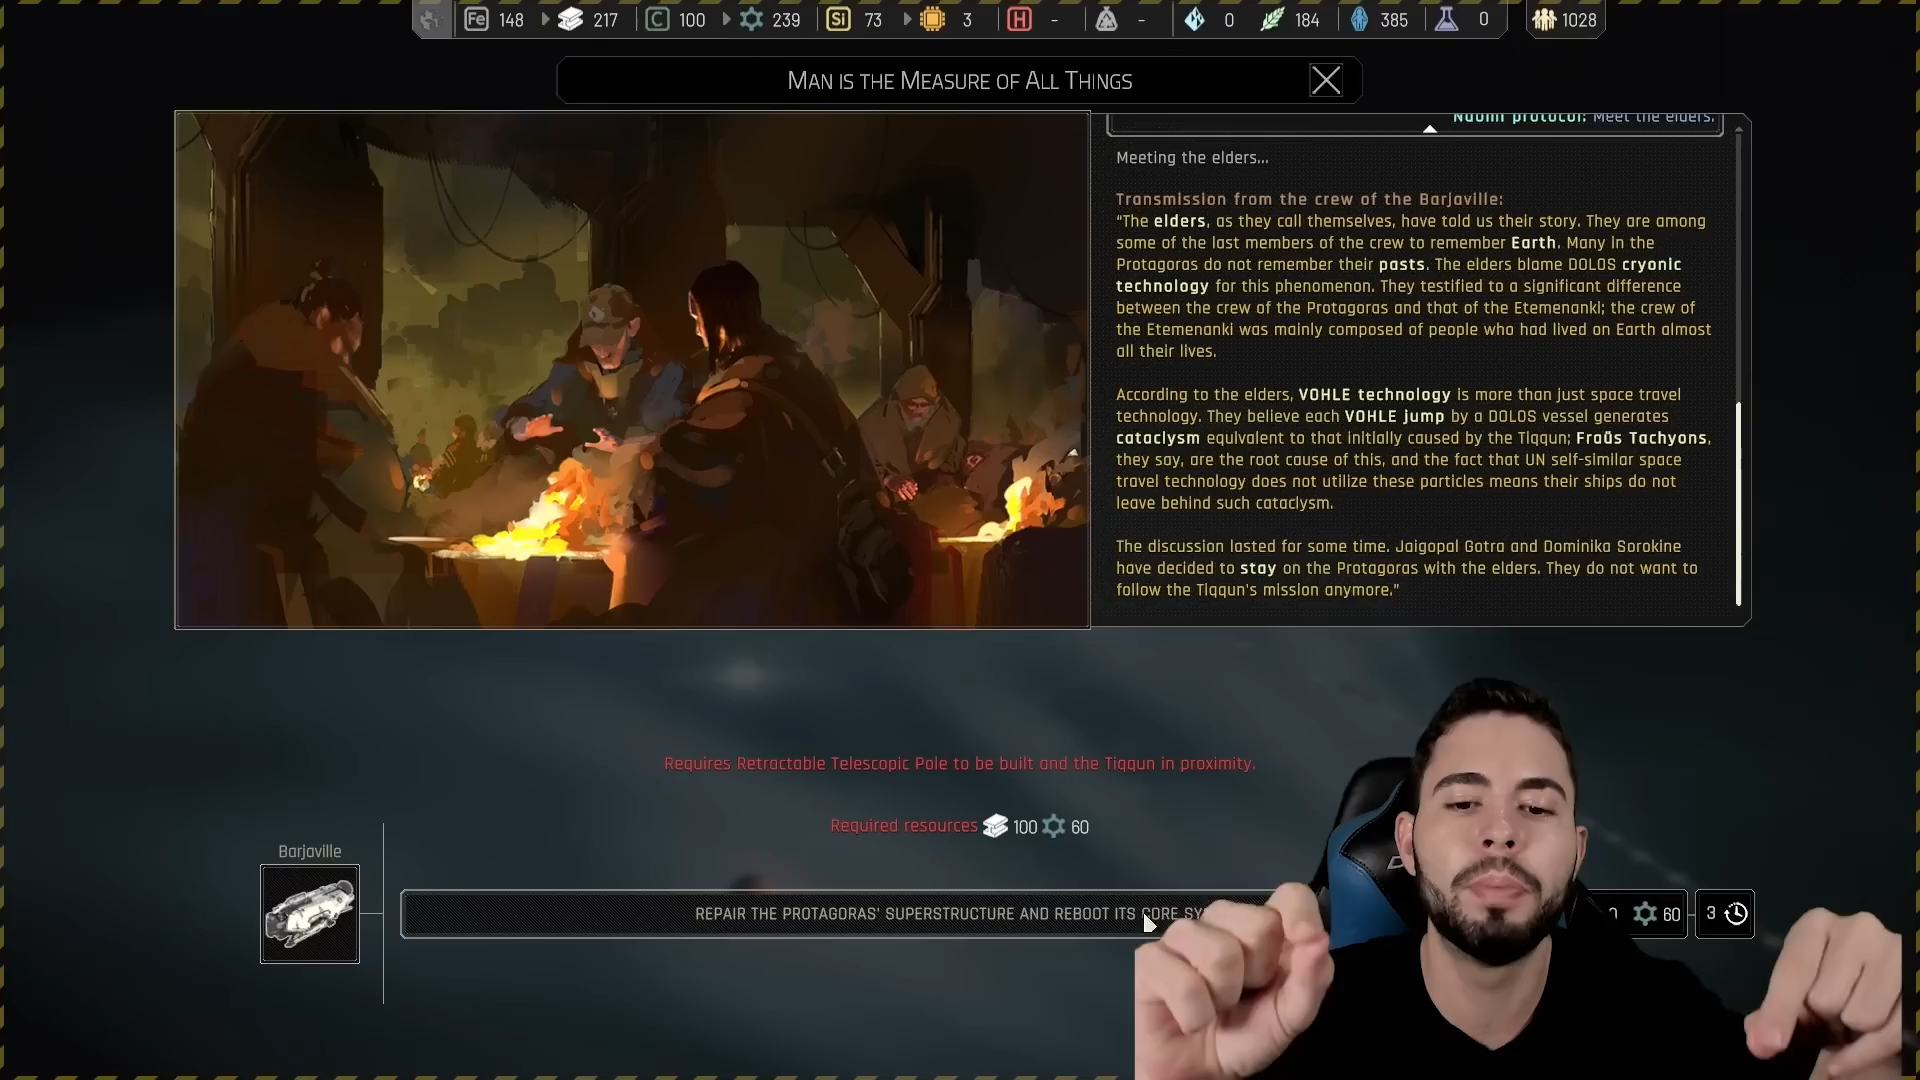 Fe 148 217 C 100 239 Si 73 3 H - - 0 184 385 0 1028
MAN IS THE MEASURE OF ALL THINGS
Naomi protocol: Meet the elders.
Meeting the elders...
Transmission from the crew of the Barjaville:
"The elders, as they call themselves, have told us their story. They are among
some of the last members of the crew to remember Earth. Many in the
Protagoras do not remember their pasts. The elders blame DOLOS cryonic
technology for this phenomenon. They testified to a significant difference
between the crew of the Protagoras and that of the Etemenanki; the crew of
the Etemenanki was mainly composed of people who had lived on Earth almost
all their lives.
According to the elders, VOHLE technology is more than just space travel
technology. They believe each VOHLE jump by a DOLOS vessel generates
cataclysm equivalent to that initially caused by the Tiqqun; Fraüs Tachyons,
they say, are the root cause of this, and the fact that UN self-similar space
travel technology does not utilize these particles means their ships do not
leave behind such cataclysm.
The discussion lasted for some time. Jaigopal Gotra and Dominika Sorokine
have decided to stay on the Protagoras with the elders. They do not want to
follow the Tiqqun's mission anymore."
Requires Retractable Telescopic Pole to be built and the Tiqqun in proximity.
Required resources 100 60
Barjaville
REPAIR THE PROTAGORAS' SUPERSTRUCTURE AND REBOOT ITS CORE SY
60 3